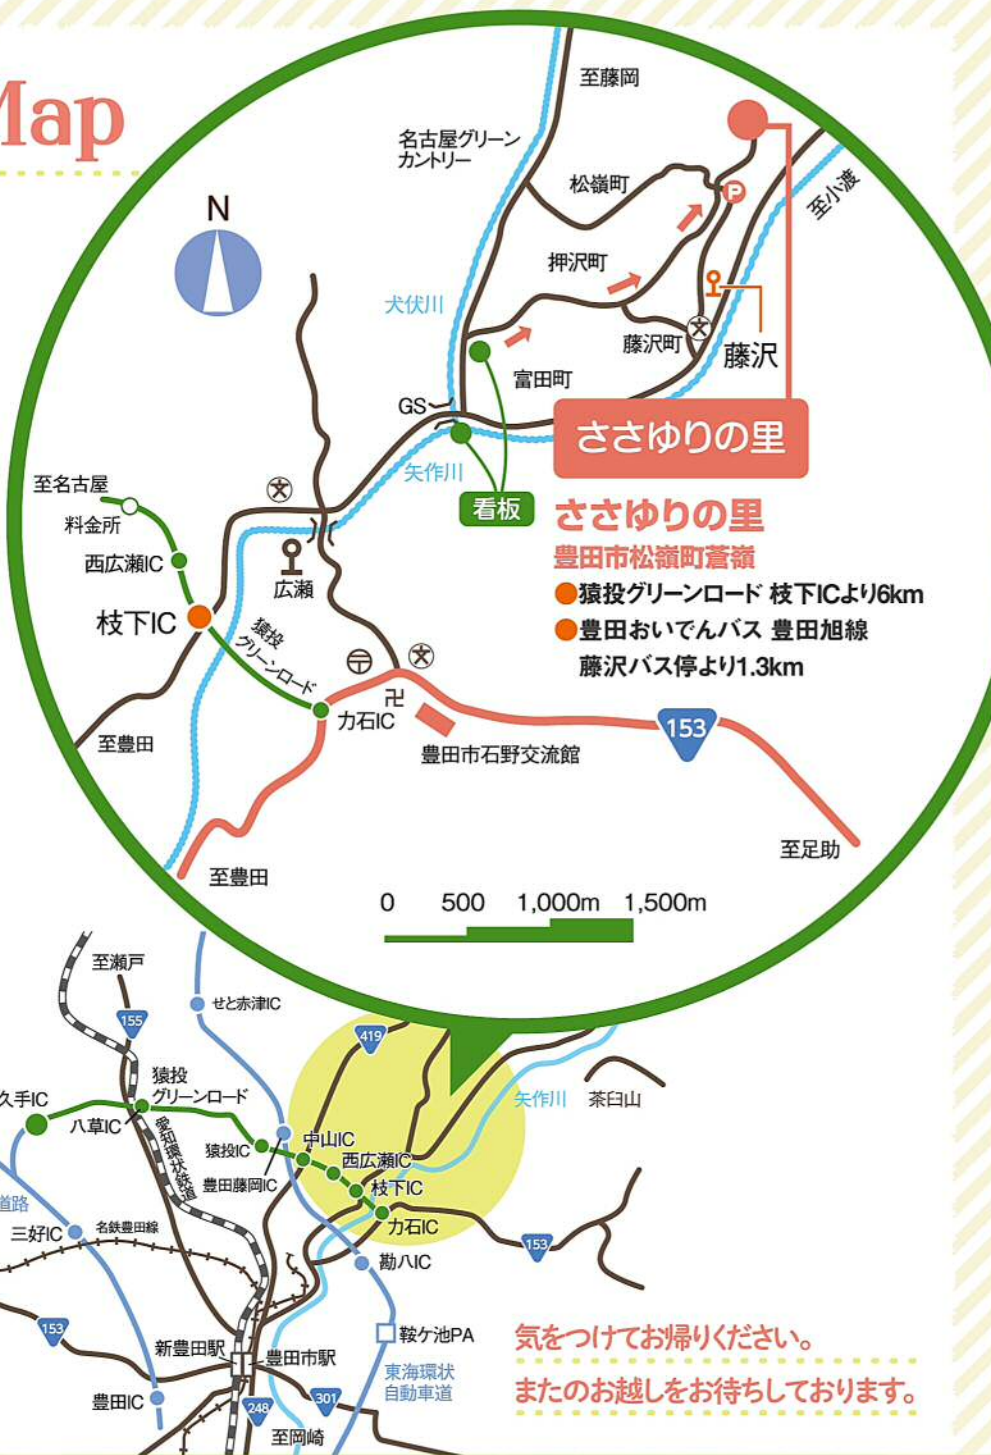 Map
至藤岡
名古屋グリーン
カントリー
N
松嶺町
P
至小渡
押沢町
犬伏川
藤沢町
文
藤沢
富田町
GS
ささゆりの里
矢作川
看板
至名古屋
料金所
文
ささゆりの里
豊田市松嶺町蒼嶺
西広瀬IC
広瀬
●猿投グリーンロード 枝下ICより6km
枝下IC
●豊田おいでんバス 豊田旭線
藤沢バス停より1.3km
猿投
グリーンロード
文
卍
力石IC
153
至豊田
豊田市石野交流館
至足助
至豊田
0 500 1,000m 1,500m
至瀬戸
せと赤津IC
155
419
猿投
グリーンロード
矢作川
茶臼山
久手IC
八草IC
愛知環状鉄道
猿投IC
中山IC
西広瀬IC
豊田藤岡IC
枝下IC
道路
力石IC
三好IC
名鉄豊田線
153
勘八IC
153
新豊田駅
豊田市駅
鞍ケ池PA
気をつけてお帰りください。
東海環状
自動車道
またのお越しをお待ちしております。
豊田IC
248
301
至岡崎